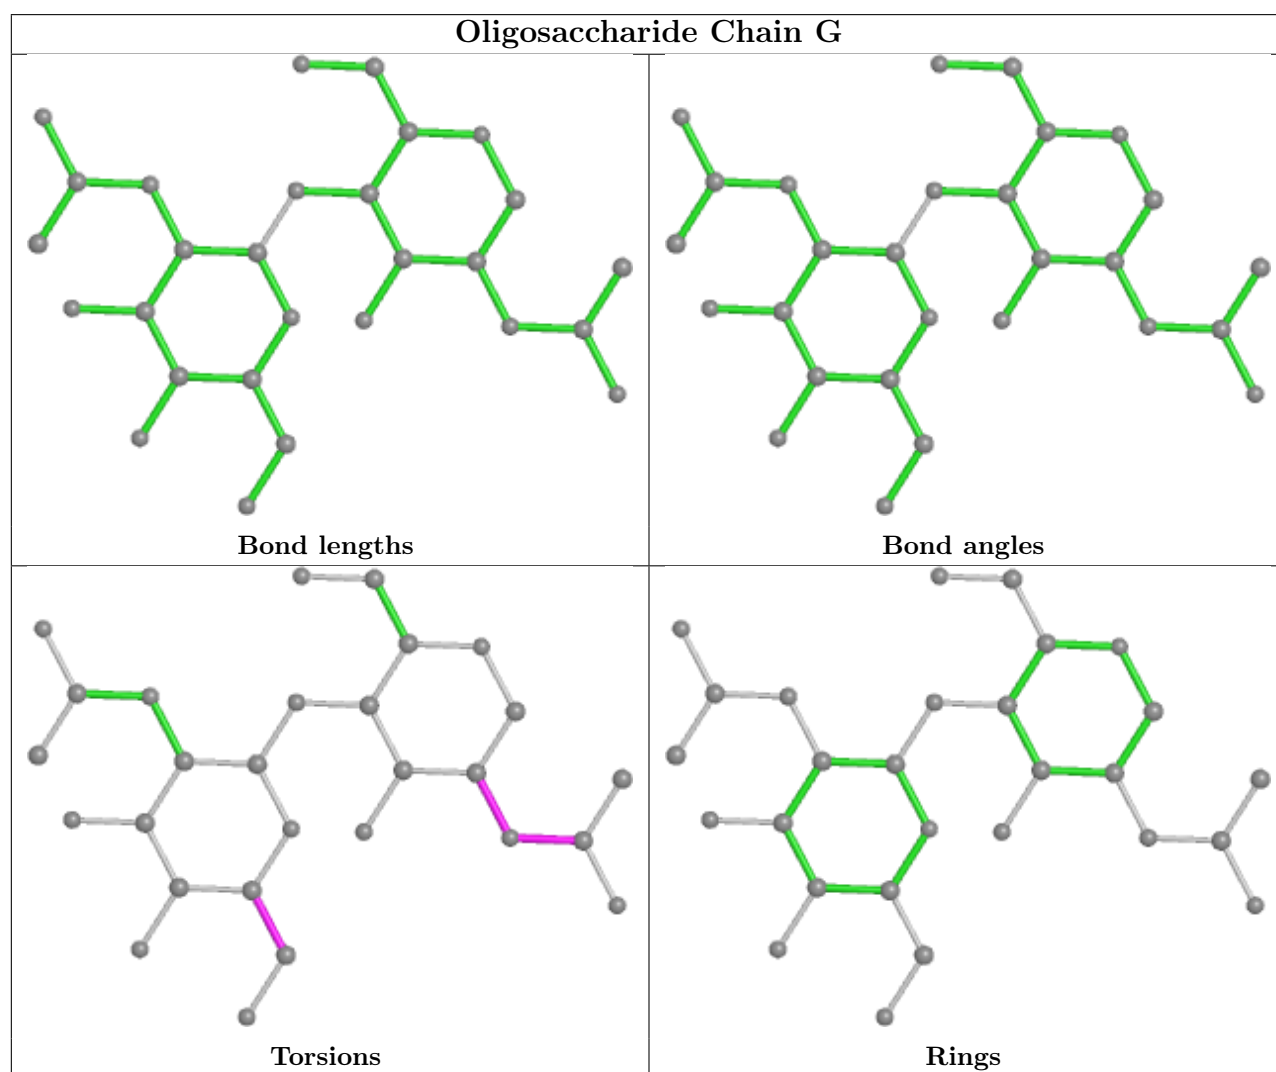 Oligosaccharide Chain G
Bond lengths
Bond angles
Torsions
Rings